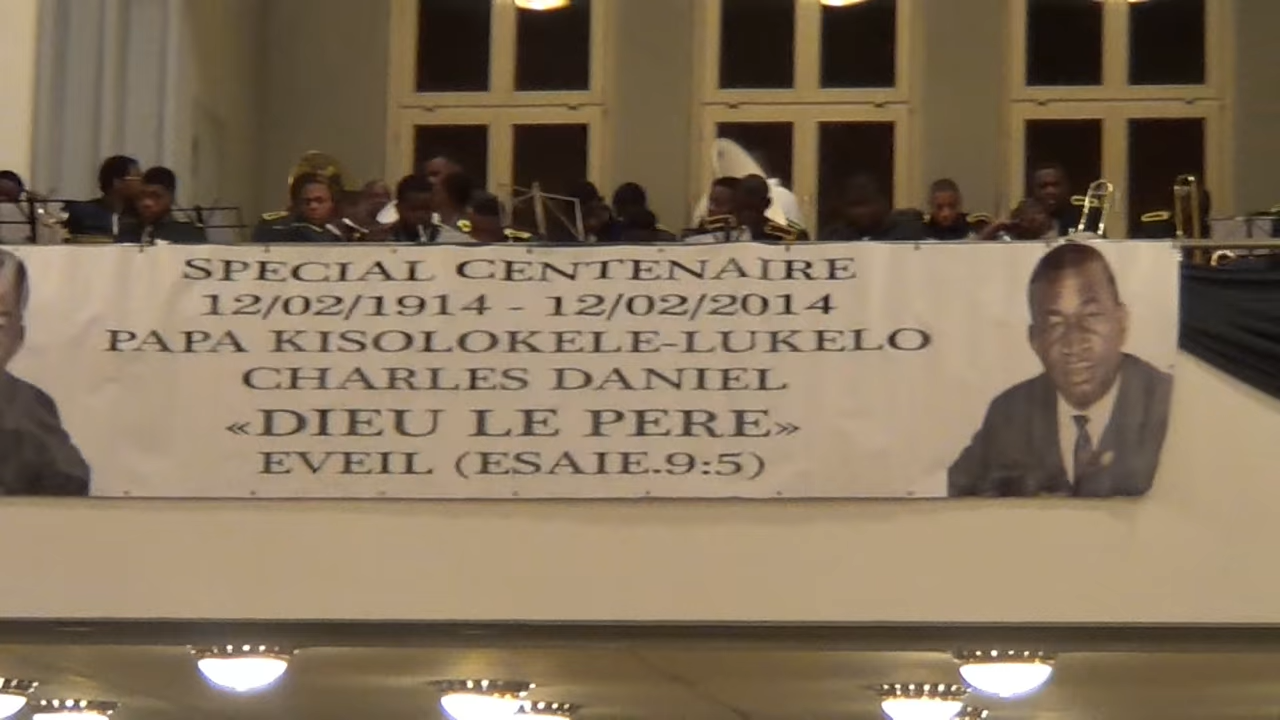 SPECIAL CENTENAIRE
12/02/1914 - 12/02/2014
PAPA KISOLOKELE-LUKELO
CHARLES DANIEL
«DIEU LE PERE»
EVEIL (ESAIE.9:5)